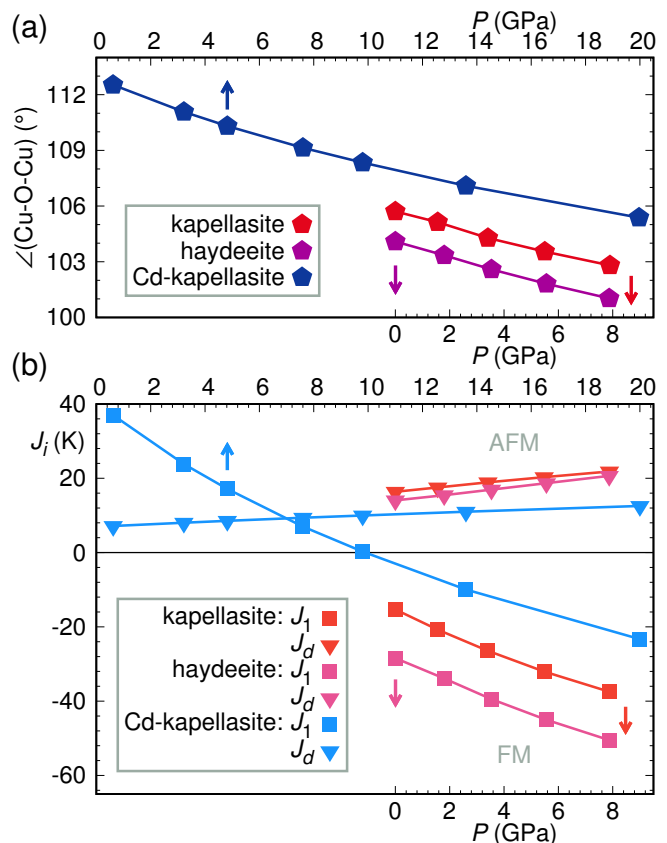 (a)
P (GPa)
0 2 4 6 8 10 12 14 16 18 20
112
109
106
103
100
∠(Cu-O-Cu) (°)
kapellasite
haydeeite
Cd-kapellasite
0 2 4 6 8
P (GPa)
(b)
0 2 4 6 8 10 12 14 16 18 20
40
J_i (K)
20
0
-20
-40
-60
AFM
kapellasite: J_1
J_d
haydeeite: J_1
J_d
Cd-kapellasite: J_1
J_d
FM
0 2 4 6 8
P (GPa)